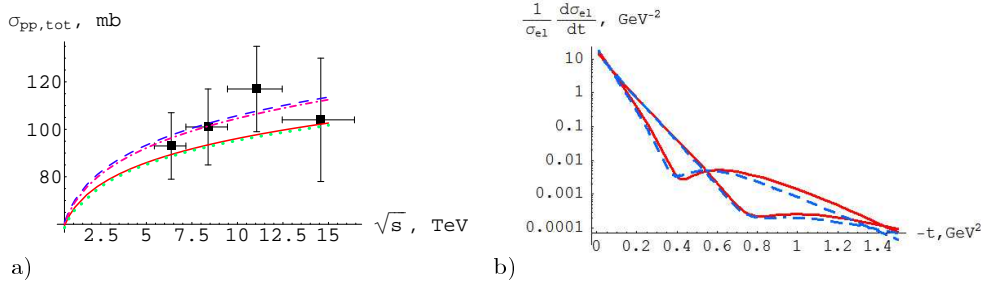 σpp,tot, mb
120
100
80
2.5 5 7.5 10 12.5 15
√s, TeV
a)
1/σel dσel/dt, GeV-2
10
1
0.1
0.01
0.001
0.0001
0 0.2 0.4 0.6 0.8 1 1.2 1.4
-t,GeV2
b)